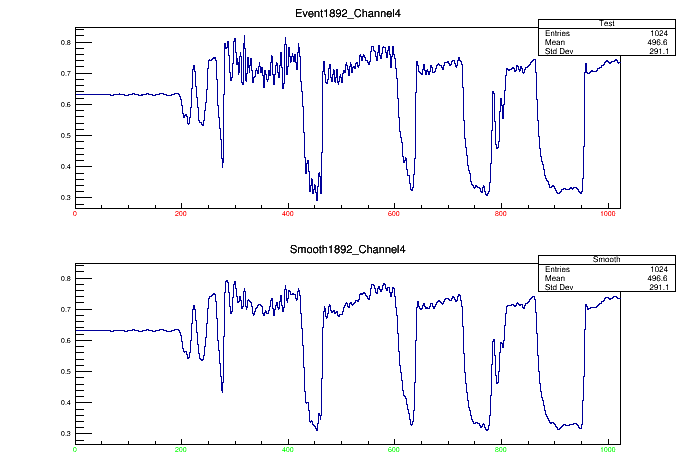 Event1892_Channel4
Test
Entries 1024
Mean 496.6
Std Dev 291.1
0.8
0.7
0.6
0.5
0.4
0.3
0 200 400 600 800 1000
Smooth1892_Channel4
Smooth
Entries 1024
Mean 496.6
Std Dev 291.1
0.8
0.7
0.6
0.5
0.4
0.3
0 200 400 600 800 1000